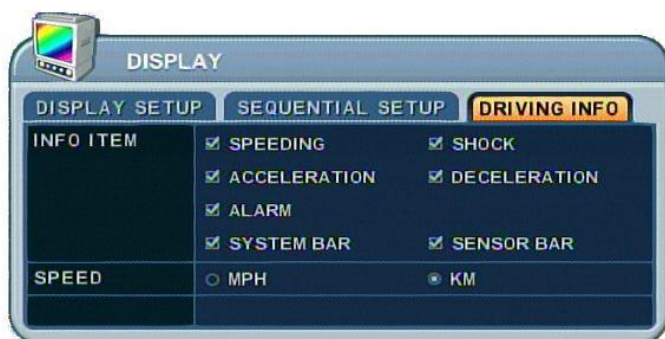 DISPLAY
DISPLAY SETUP SEQUENTIAL SETUP DRIVING INFO
INFO ITEM SPEEDING SHOCK
ACCELERATION DECELERATION
ALARM
SYSTEM BAR SENSOR BAR
SPEED MPH KM